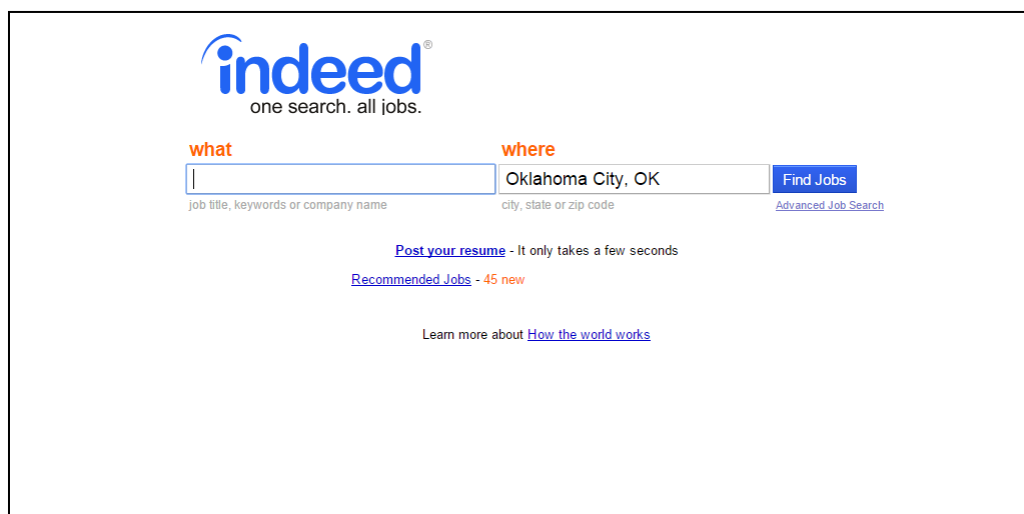 indeed®
one search. all jobs.
what where
Oklahoma City, OK Find Jobs
job title, keywords or company name city, state or zip code Advanced Job Search
Post your resume - It only takes a few seconds
Recommended Jobs - 45 new
Learn more about How the world works